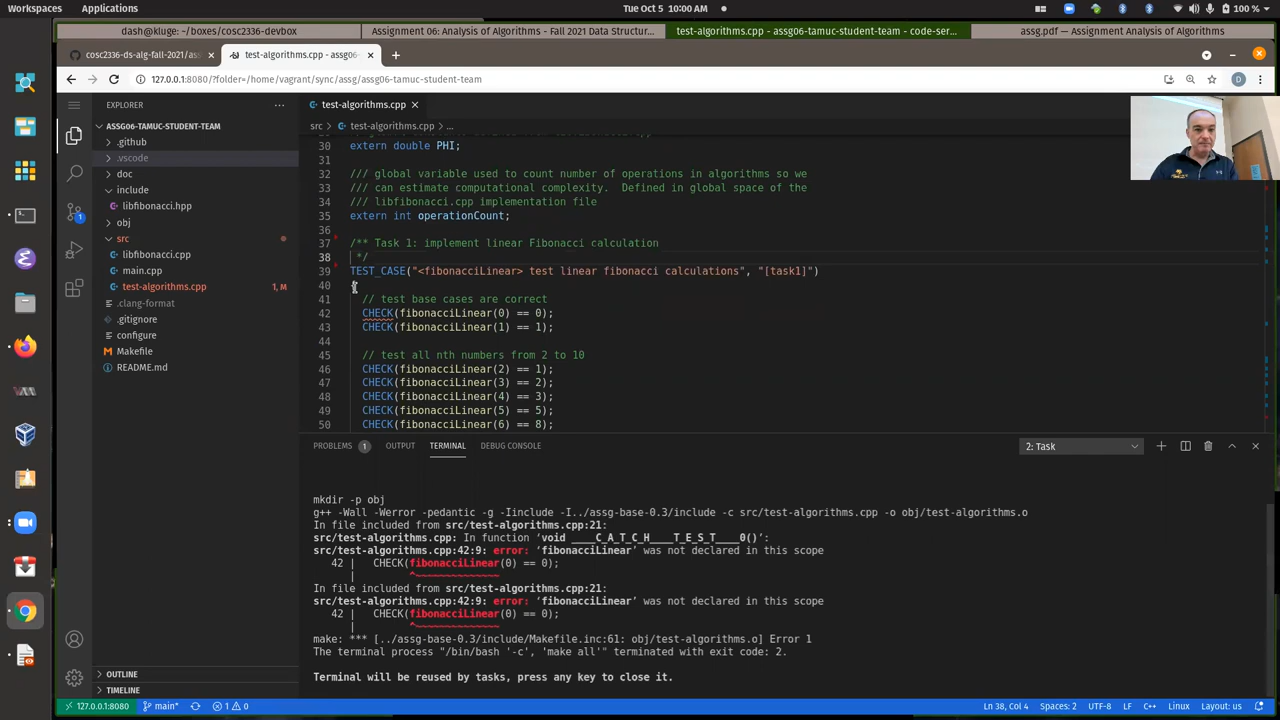 Workspaces Applications Tue Oct 5 10:00 AM 100 %
dash@kluge: ~/boxes/cosc2336-devbox Assignment 06: Analysis of Algorithms - Fall 2021 Data Structur... test-algorithms.cpp - assg06-tamuc-student-team - code-ser... assg.pdf — Assignment Analysis of Algorithms
cosc2336-ds-alg-fall-2021/ass test-algorithms.cpp - assg06-
127.0.0.1:8080/?folder=/home/vagrant/sync/assg/assg06-tamuc-student-team D
EXPLORER
test-algorithms.cpp
ASSG06-TAMUC-STUDENT-TEAM
src > test-algorithms.cpp > ...
.github
.vscode
doc
include
libfibonacci.hpp
obj
src
libfibonacci.cpp
main.cpp
test-algorithms.cpp 1, M
.clang-format
.gitignore
configure
Makefile
README.md
30 extern double PHI;
31
32 /// global variable used to count number of operations in algorithms so we
33 /// can estimate computational complexity. Defined in global space of the
34 /// libfibonacci.cpp implementation file
35 extern int operationCount;
36
37 /** Task 1: implement linear Fibonacci calculation
38 */
39 TEST_CASE("<fibonacciLinear> test linear fibonacci calculations", "[task1]")
40 {
41 // test base cases are correct
42 CHECK(fibonacciLinear(0) == 0);
43 CHECK(fibonacciLinear(1) == 1);
44
45 // test all nth numbers from 2 to 10
46 CHECK(fibonacciLinear(2) == 1);
47 CHECK(fibonacciLinear(3) == 2);
48 CHECK(fibonacciLinear(4) == 3);
49 CHECK(fibonacciLinear(5) == 5);
50 CHECK(fibonacciLinear(6) == 8);
PROBLEMS 1 OUTPUT TERMINAL DEBUG CONSOLE 2: Task
mkdir -p obj
g++ -Wall -Werror -pedantic -g -Iinclude -I../assg-base-0.3/include -c src/test-algorithms.cpp -o obj/test-algorithms.o
In file included from src/test-algorithms.cpp:21:
src/test-algorithms.cpp: In function ‘void ____C_A_T_C_H____T_E_S_T____0()’:
src/test-algorithms.cpp:42:9: error: ‘fibonacciLinear’ was not declared in this scope
42 | CHECK(fibonacciLinear(0) == 0);
| ^~~~~~~~~~~~~~~
In file included from src/test-algorithms.cpp:21:
src/test-algorithms.cpp:42:9: error: ‘fibonacciLinear’ was not declared in this scope
42 | CHECK(fibonacciLinear(0) == 0);
| ^~~~~~~~~~~~~~~
make: *** [../assg-base-0.3/include/Makefile.inc:61: obj/test-algorithms.o] Error 1
The terminal process "/bin/bash '-c', 'make all'" terminated with exit code: 2.
Terminal will be reused by tasks, press any key to close it.
OUTLINE
TIMELINE
127.0.0.1:8080 main* 1 0 Ln 38, Col 4 Spaces: 2 UTF-8 LF C++ Linux Layout: us